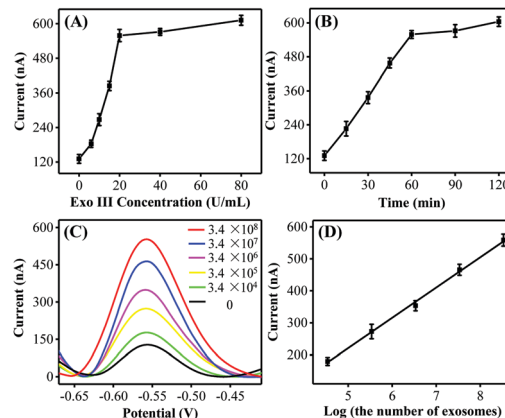 (A)
Current (nA)
600
480
360
240
120
0 20 40 60 80
Exo III Concentration (U/mL)
(B)
Current (nA)
600
480
360
240
120
0 30 60 90 120
Time (min)
(C)
Current (nA)
600
450
300
150
0
3.4 ×10⁸
3.4 ×10⁷
3.4 ×10⁶
3.4 ×10⁵
3.4 ×10⁴
0
-0.65 -0.60 -0.55 -0.50 -0.45
Potential (V)
(D)
Current (nA)
600
500
400
300
200
5 6 7 8
Log (the number of exosomes)